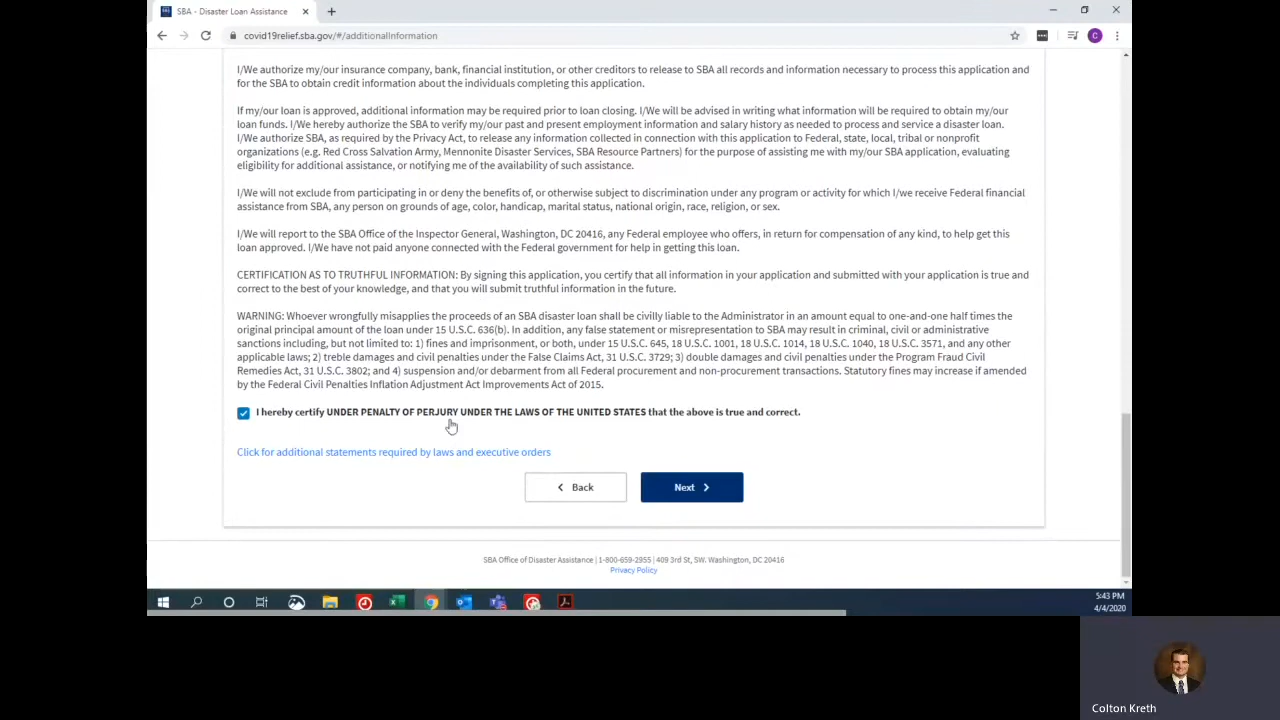 SBA - Disaster Loan Assistance
covid19relief.sba.gov/#/additionalInformation
I/We authorize my/our insurance company, bank, financial institution, or other creditors to release to SBA all records and information necessary to process this application and
for the SBA to obtain credit information about the individuals completing this application.
If my/our loan is approved, additional information may be required prior to loan closing. I/We will be advised in writing what information will be required to obtain my/our
loan funds. I/We hereby authorize the SBA to verify my/our past and present employment information and salary history as needed to process and service a disaster loan.
I/We authorize SBA, as required by the Privacy Act, to release any information collected in connection with this application to Federal, state, local, tribal or nonprofit
organizations (e.g. Red Cross Salvation Army, Mennonite Disaster Services, SBA Resource Partners) for the purpose of assisting me with my/our SBA application, evaluating
eligibility for additional assistance, or notifying me of the availability of such assistance.
I/We will not exclude from participating in or deny the benefits of, or otherwise subject to discrimination under any program or activity for which I/we receive Federal financial
assistance from SBA, any person on grounds of age, color, handicap, marital status, national origin, race, religion, or sex.
I/We will report to the SBA Office of the Inspector General, Washington, DC 20416, any Federal employee who offers, in return for compensation of any kind, to help get this
loan approved. I/We have not paid anyone connected with the Federal government for help in getting this loan.
CERTIFICATION AS TO TRUTHFUL INFORMATION: By signing this application, you certify that all information in your application and submitted with your application is true and
correct to the best of your knowledge, and that you will submit truthful information in the future.
WARNING: Whoever wrongfully misapplies the proceeds of an SBA disaster loan shall be civilly liable to the Administrator in an amount equal to one-and-one half times the
original principal amount of the loan under 15 U.S.C. 636(b). In addition, any false statement or misrepresentation to SBA may result in criminal, civil or administrative
sanctions including, but not limited to: 1) fines and imprisonment, or both, under 15 U.S.C. 645, 18 U.S.C. 1001, 18 U.S.C. 1014, 18 U.S.C. 1040, 18 U.S.C. 3571, and any other
applicable laws; 2) treble damages and civil penalties under the False Claims Act, 31 U.S.C. 3729; 3) double damages and civil penalties under the Program Fraud Civil
Remedies Act, 31 U.S.C. 3802; and 4) suspension and/or debarment from all Federal procurement and non-procurement transactions. Statutory fines may increase if amended
by the Federal Civil Penalties Inflation Adjustment Act Improvements Act of 2015.
I hereby certify UNDER PENALTY OF PERJURY UNDER THE LAWS OF THE UNITED STATES that the above is true and correct.
Click for additional statements required by laws and executive orders
Back
Next
SBA Office of Disaster Assistance | 1-800-659-2955 | 409 3rd St, SW. Washington, DC 20416
Privacy Policy
5:43 PM
4/4/2020
Colton Kreth